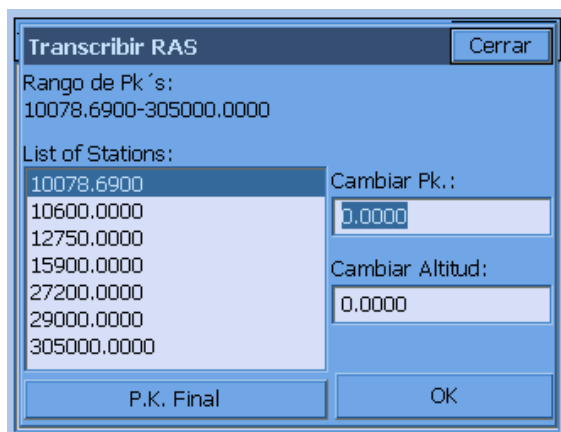 Transcribir RAS
Cerrar
Rango de Pk´s:
10078.6900-305000.0000
List of Stations:
10078.6900
10600.0000
12750.0000
15900.0000
27200.0000
29000.0000
305000.0000
Cambiar Pk.:
0.0000
Cambiar Altitud:
0.0000
P.K. Final
OK